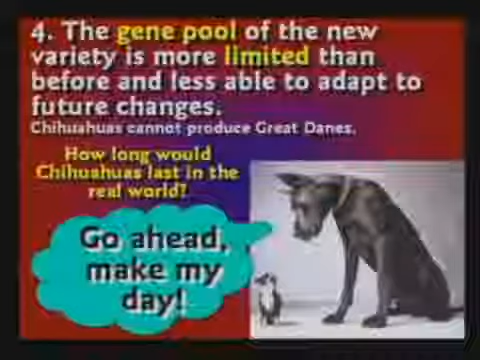 4. The gene pool of the new
variety is more limited than
before and less able to adapt to
future changes.
Chihuahuas cannot produce Great Danes.
How long would
Chihuahuas last in the
real world?
Go ahead,
make my
day!